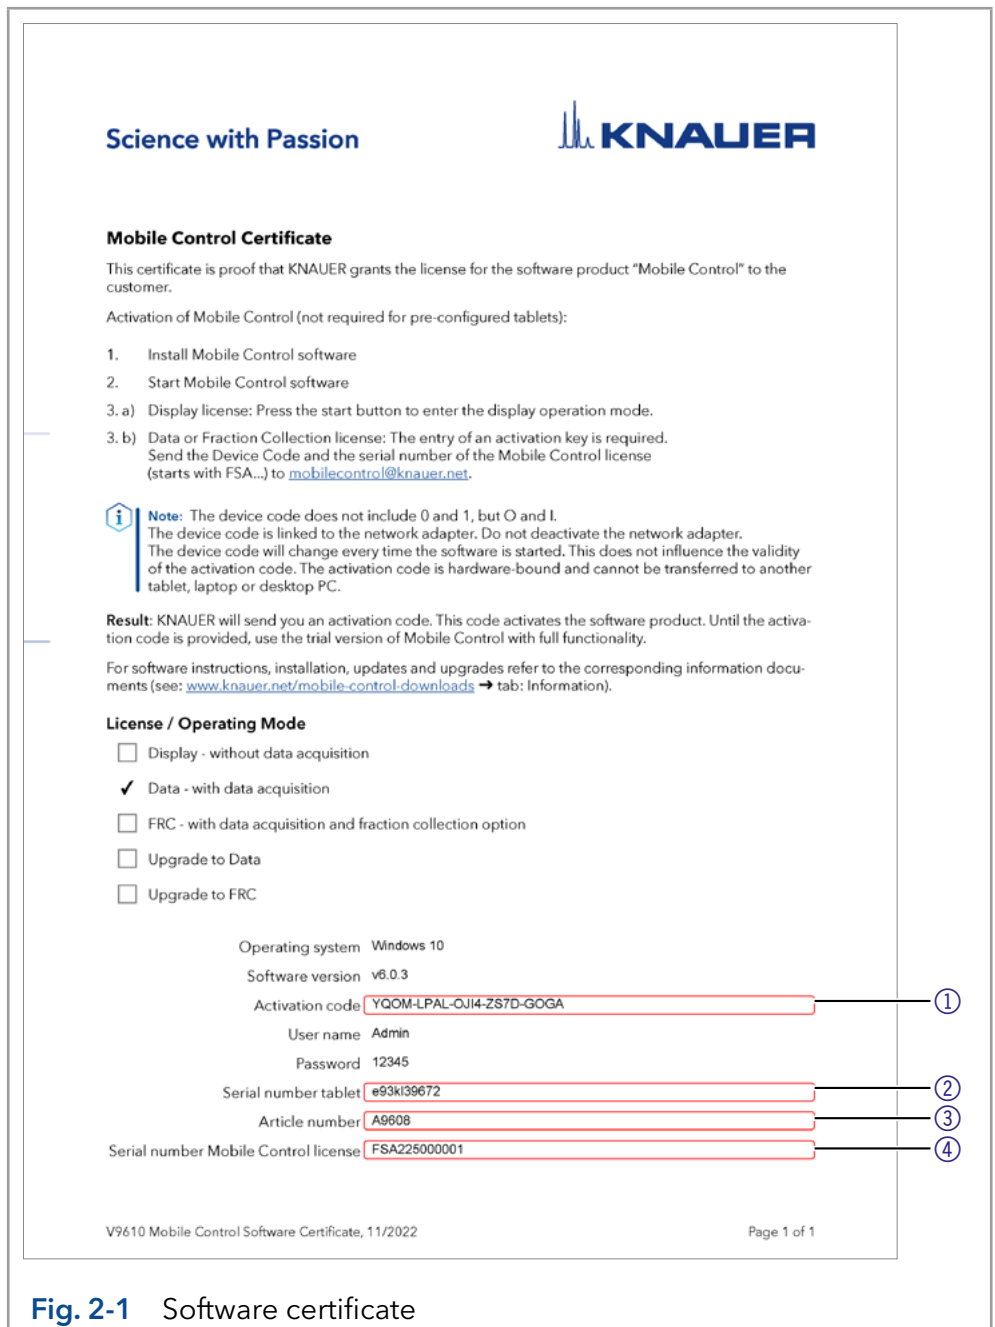 Science with Passion
KNAUER
Mobile Control Certificate
This certificate is proof that KNAUER grants the license for the software product "Mobile Control" to the
customer.
Activation of Mobile Control (not required for pre-configured tablets):
1. Install Mobile Control software
2. Start Mobile Control software
3. a) Display license: Press the start button to enter the display operation mode.
3. b) Data or Fraction Collection license: The entry of an activation key is required.
Send the Device Code and the serial number of the Mobile Control license
(starts with FSA...) to mobilecontrol@knauer.net.
i
Note: The device code does not include 0 and 1, but O and I.
The device code is linked to the network adapter. Do not deactivate the network adapter.
The device code will change every time the software is started. This does not influence the validity
of the activation code. The activation code is hardware-bound and cannot be transferred to another
tablet, laptop or desktop PC.
Result: KNAUER will send you an activation code. This code activates the software product. Until the activa-
tion code is provided, use the trial version of Mobile Control with full functionality.
For software instructions, installation, updates and upgrades refer to the corresponding information docu-
ments (see: www.knauer.net/mobile-control-downloads ➔ tab: Information).
License / Operating Mode
Display - without data acquisition
✓ Data - with data acquisition
FRC - with data acquisition and fraction collection option
Upgrade to Data
Upgrade to FRC
Operating system Windows 10
Software version v6.0.3
Activation code YQOM-LPAL-OJI4-ZS7D-GOGA ①
User name Admin
Password 12345
Serial number tablet e93kl39672 ②
Article number A9608 ③
Serial number Mobile Control license FSA225000001 ④
V9610 Mobile Control Software Certificate, 11/2022 Page 1 of 1
Fig. 2-1 Software certificate